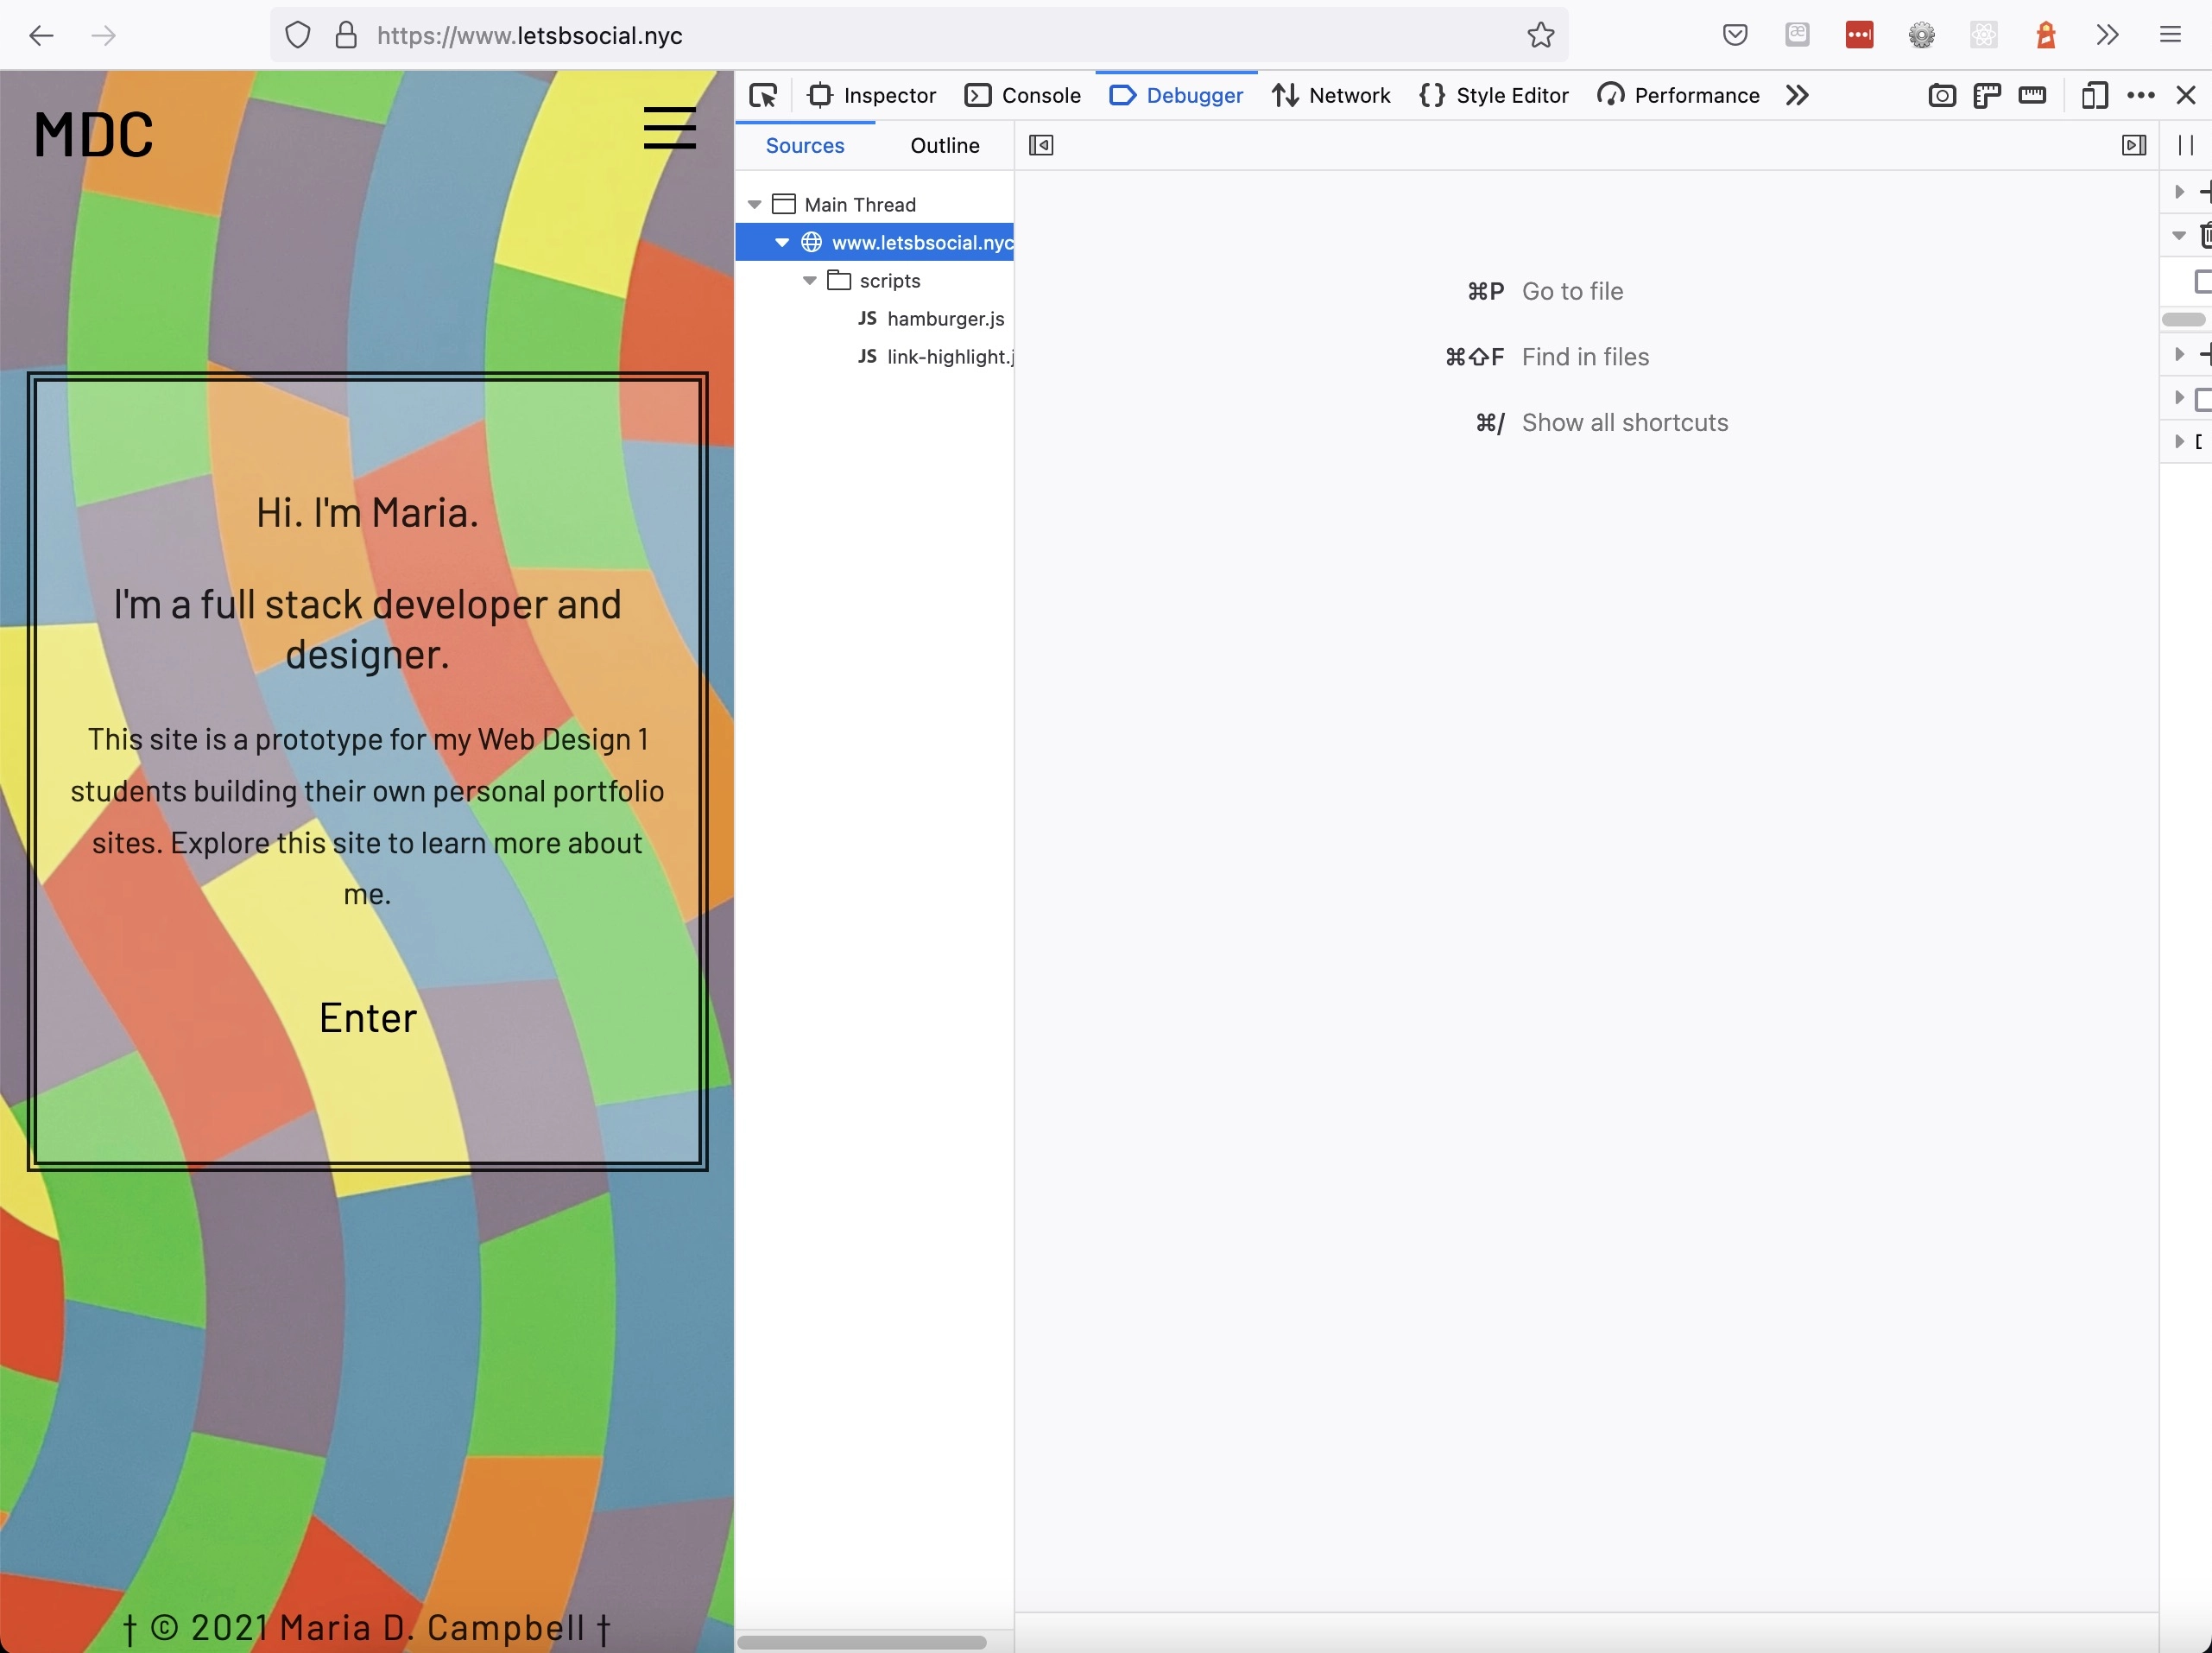 https://www.letsbsocial.nyc
MDC
Hi. I'm Maria.
I'm a full stack developer and
designer.
This site is a prototype for my Web Design 1
students building their own personal portfolio
sites. Explore this site to learn more about
me.
Enter
† © 2021 Maria D. Campbell †
Inspector Console Debugger Network Style Editor Performance
Sources Outline
Main Thread
www.letsbsocial.nyc
scripts
JS hamburger.js
JS link-highlight.j
⌘P Go to file
⌘⇧F Find in files
⌘/ Show all shortcuts